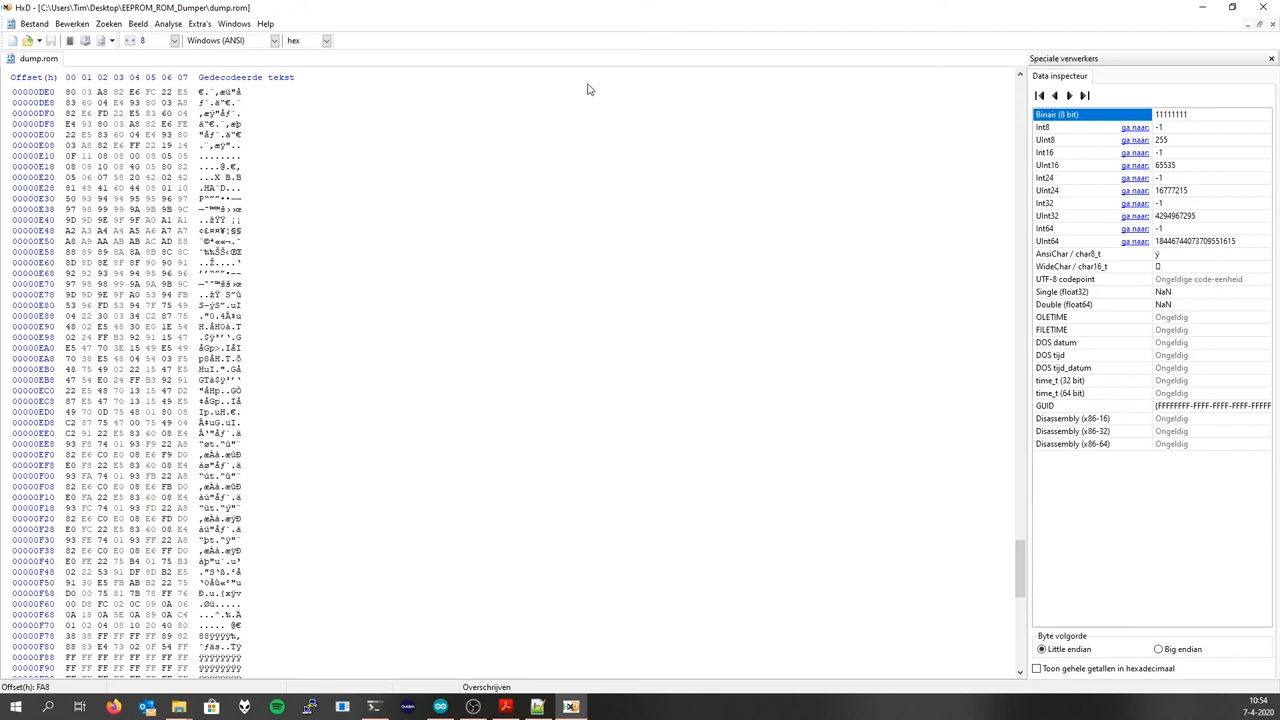 HxD - [C:\Users\Tim\Desktop\EEPROM_ROM_Dumper\dump.rom]
Bestand Bewerken Zoeken Beeld Analyse Extra's Windows Help
8 Windows (ANSI) hex
dump.rom
Offset(h) 00 01 02 03 04 05 06 07 Gedecodeerde tekst
00000DE0 80 03 A8 82 E6 FC 22 E5
00000DE8 83 60 04 E4 93 80 03 A8
00000DF0 82 E6 FD 22 E5 83 60 04
00000DF8 E4 93 80 03 A8 82 E6 FE
00000E00 22 E5 83 60 04 E4 93 80
00000E08 03 A8 82 E6 FF 22 19 14
00000E10 0F 11 08 08 00 08 05 05
00000E18 08 08 10 08 40 05 80 82
00000E20 05 06 07 58 20 42 02 42
00000E28 81 48 41 60 44 08 01 10
00000E30 50 93 94 94 95 95 96 97
00000E38 97 98 99 99 9A 9B 9B 9C
00000E40 9D 9D 9E 9F 9F A0 A1 A1
00000E48 A2 A3 A4 A4 A5 A6 A7 A7
00000E50 A8 A9 AA AB AB AC AD 88
00000E58 88 89 89 8A 8A 8B 8C 8C
00000E60 8D 8D 8E 8F 8F 90 90 91
00000E68 92 92 93 94 94 95 96 96
00000E70 97 98 98 99 9A 9A 9B 9C
00000E78 9D 9D 9E 9F A0 53 94 FB
00000E80 53 96 FD 53 94 7F 75 49
00000E88 04 22 30 03 34 C2 87 75
00000E90 48 02 E5 48 30 E0 1E 54
00000E98 02 24 FF B3 92 91 15 47
00000EA0 E5 47 70 3E 15 49 E5 49
00000EA8 70 38 E5 48 04 54 03 F5
00000EB0 48 75 49 02 22 15 47 E5
00000EB8 47 54 E0 24 FF B3 92 91
00000EC0 22 E5 48 70 13 15 47 D2
00000EC8 87 E5 47 70 15 15 49 E5
00000ED0 49 70 0D 75 48 01 80 08
00000ED8 C2 87 75 47 00 75 49 04
00000EE0 C2 91 22 E5 83 60 08 E4
00000EE8 93 F8 74 01 93 F9 22 A8
00000EF0 82 E6 C0 E0 08 E6 F9 D0
00000EF8 E0 F8 22 E5 83 60 08 E4
00000F00 93 FA 74 01 93 FB 22 A8
00000F08 82 E6 C0 E0 08 E6 FB D0
00000F10 E0 FA 22 E5 83 60 08 E4
00000F18 93 FC 74 01 93 FD 22 A8
00000F20 82 E6 C0 E0 08 E6 FD D0
00000F28 E0 FC 22 E5 83 60 08 E4
00000F30 93 FE 74 01 93 FF 22 A8
00000F38 82 E6 C0 E0 08 E6 FF D0
00000F40 E0 FE 22 75 B4 01 75 B3
00000F48 02 22 53 91 DF 8D B2 E5
00000F50 91 30 E5 FB AB B2 22 75
00000F58 D0 00 75 81 7B 78 FF 76
00000F60 00 D8 FC 02 0C 09 0A 06
00000F68 0A 18 0A 5E 0A 89 0A C4
00000F70 01 02 04 08 10 20 40 80
00000F78 38 38 FF FF FF FF 89 82
00000F80 88 83 E4 73 02 0F 54 FF
00000F88 FF FF FF FF FF FF FF FF ÿÿÿÿÿÿÿÿ
00000F90 FF FF FF FF FF FF FF FF ÿÿÿÿÿÿÿÿ
Offset(h): FA8 Overschrijven
Speciale verwerkers
Data inspecteur
Binair (8 bit) 11111111
Int8 ga naar: -1
UInt8 ga naar: 255
Int16 ga naar: -1
UInt16 ga naar: 65535
Int24 ga naar: -1
UInt24 ga naar: 16777215
Int32 ga naar: -1
UInt32 ga naar: 4294967295
Int64 ga naar: -1
UInt64 ga naar: 18446744073709551615
AnsiChar / char8_t ÿ
WideChar / char16_t
UTF-8 codepoint Ongeldige code-eenheid
Single (float32) NaN
Double (float64) NaN
OLETIME Ongeldig
FILETIME Ongeldig
DOS datum Ongeldig
DOS tijd Ongeldig
DOS tijd_datum Ongeldig
time_t (32 bit) Ongeldig
time_t (64 bit) Ongeldig
GUID {FFFFFFFF-FFFF-FFFF-FFFF-FFFFF
Disassembly (x86-16) Ongeldig
Disassembly (x86-32) Ongeldig
Disassembly (x86-64) Ongeldig
Byte volgorde
Little endian Big endian
Toon gehele getallen in hexadecimaal
10:54
7-4-2020